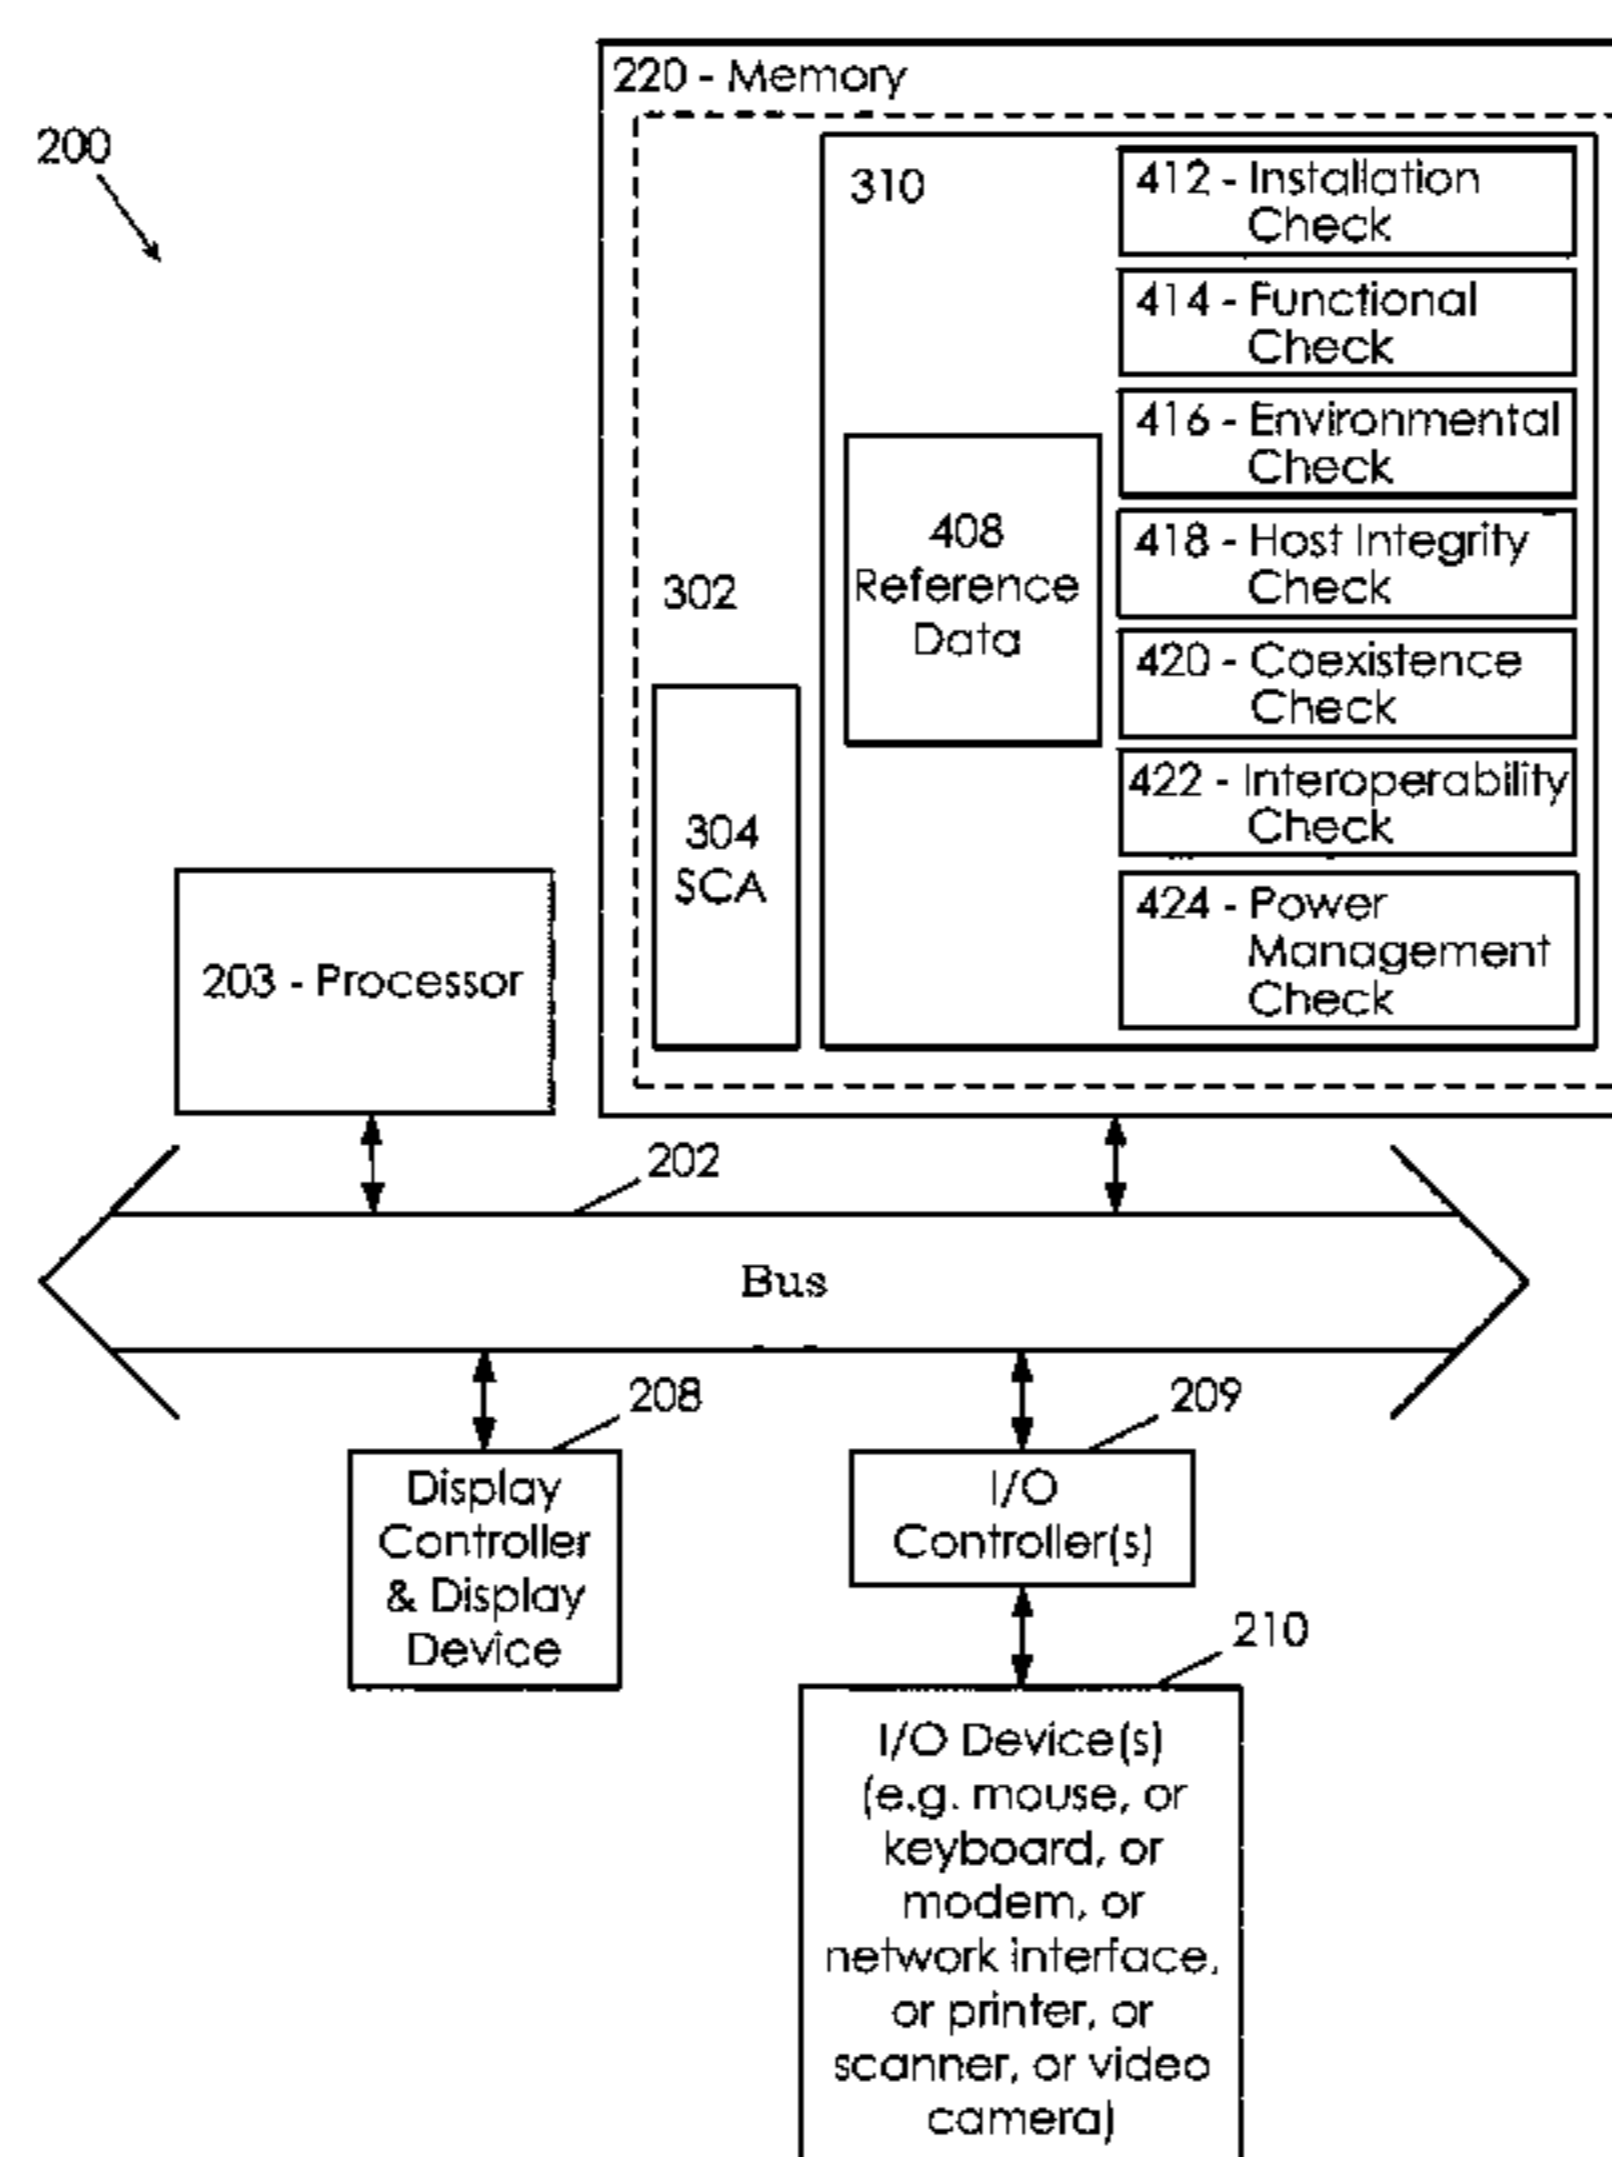 220 - Memory
200
310
412 - Installation
Check
414 - Functional
Check
416 - Environmental
Check
408
Reference
Data
418 - Host Integrity
Check
302
420 - Coexistence
Check
422 - Interoperability
Check
304
SCA
424 - Power
Management
Check
203 - Processor
202
Bus
208
209
Display
Controller
& Display
Device
I/O
Controller(s)
210
I/O Device(s)
(e.g. mouse, or
keyboard, or
modem, or
network interface,
or printer, or
scanner, or video
camera)